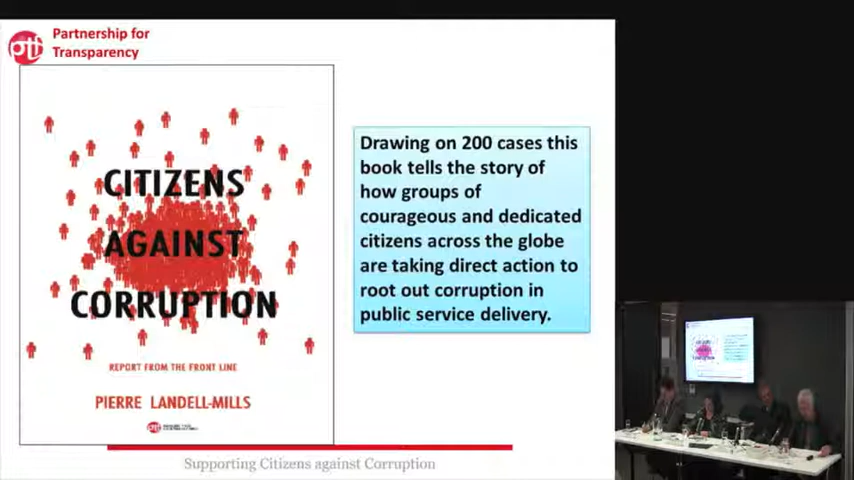 ptf
Partnership for
Transparency
CITIZENS
AGAINST
CORRUPTION
REPORT FROM THE FRONT LINE
PIERRE LANDELL-MILLS
Drawing on 200 cases this
book tells the story of
how groups of
courageous and dedicated
citizens across the globe
are taking direct action to
root out corruption in
public service delivery.
Supporting Citizens against Corruption